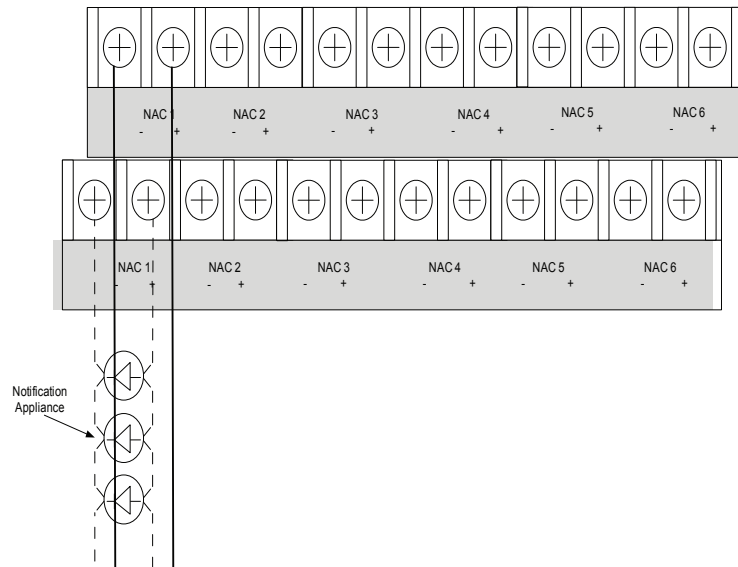 NAC 1 NAC 2 NAC 3 NAC 4 NAC 5 NAC 6
- + - + - + - + - + - +
NAC 1 NAC 2 NAC 3 NAC 4 NAC 5 NAC 6
- + - + - + - + - + - +
Notification
Appliance